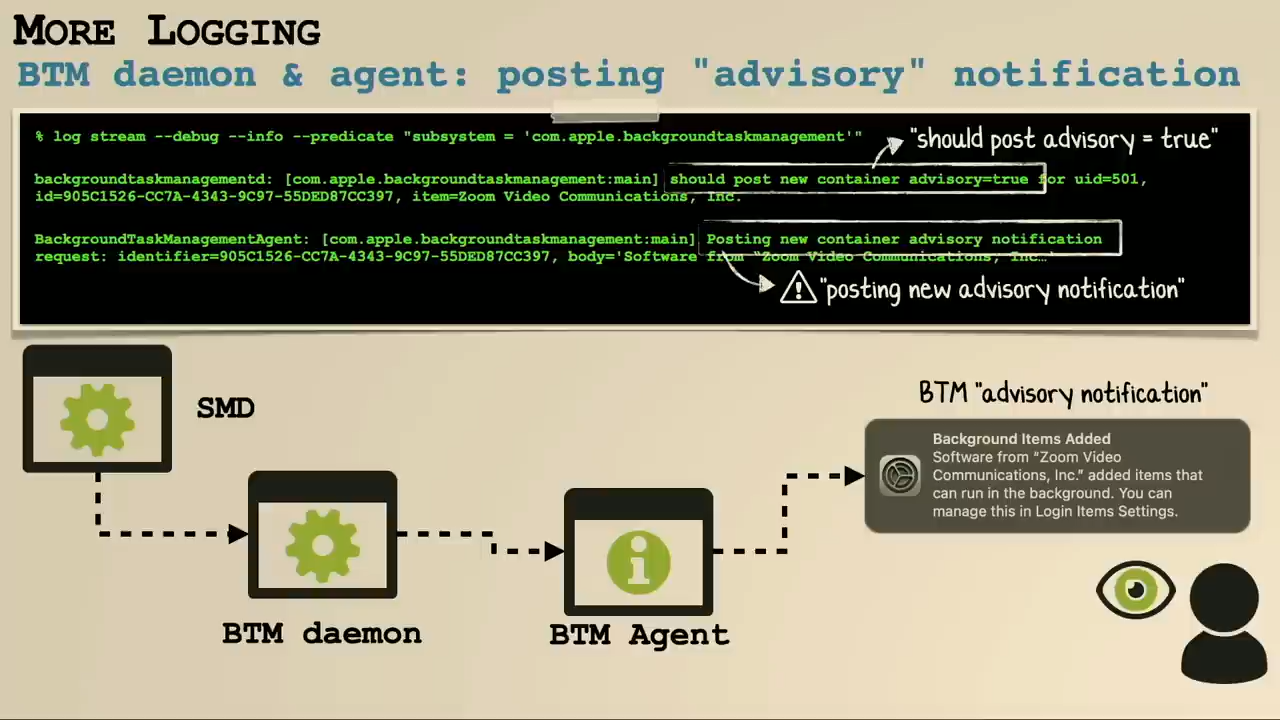 More Logging
BTM daemon & agent: posting "advisory" notification
% log stream --debug --info --predicate "subsystem = 'com.apple.backgroundtaskmanagement'"
"should post advisory = true"
backgroundtaskmanagementd: [com.apple.backgroundtaskmanagement:main] should post new container advisory=true for uid=501,
id=905C1526-CC7A-4343-9C97-55DED87CC397, item=Zoom Video Communications, Inc.
BackgroundTaskManagementAgent: [com.apple.backgroundtaskmanagement:main] Posting new container advisory notification
request: identifier=905C1526-CC7A-4343-9C97-55DED87CC397, body='Software from "Zoom Video Communications, Inc…'
"posting new advisory notification"
SMD
BTM daemon
BTM Agent
BTM "advisory notification"
Background Items Added
Software from “Zoom Video
Communications, Inc.” added items that
can run in the background. You can
manage this in Login Items Settings.